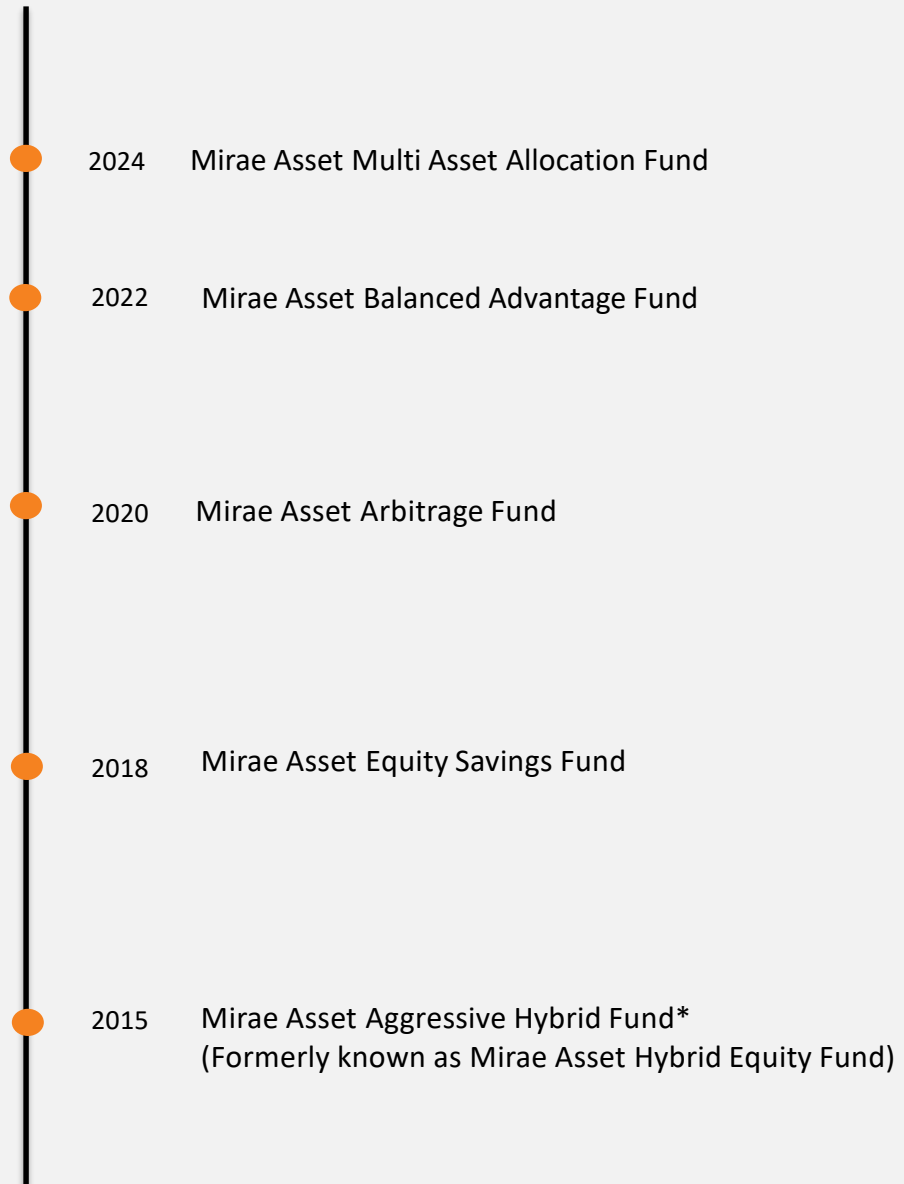 2024 Mirae Asset Multi Asset Allocation Fund
2022 Mirae Asset Balanced Advantage Fund
2020 Mirae Asset Arbitrage Fund
2018 Mirae Asset Equity Savings Fund
2015 Mirae Asset Aggressive Hybrid Fund*
(Formerly known as Mirae Asset Hybrid Equity Fund)